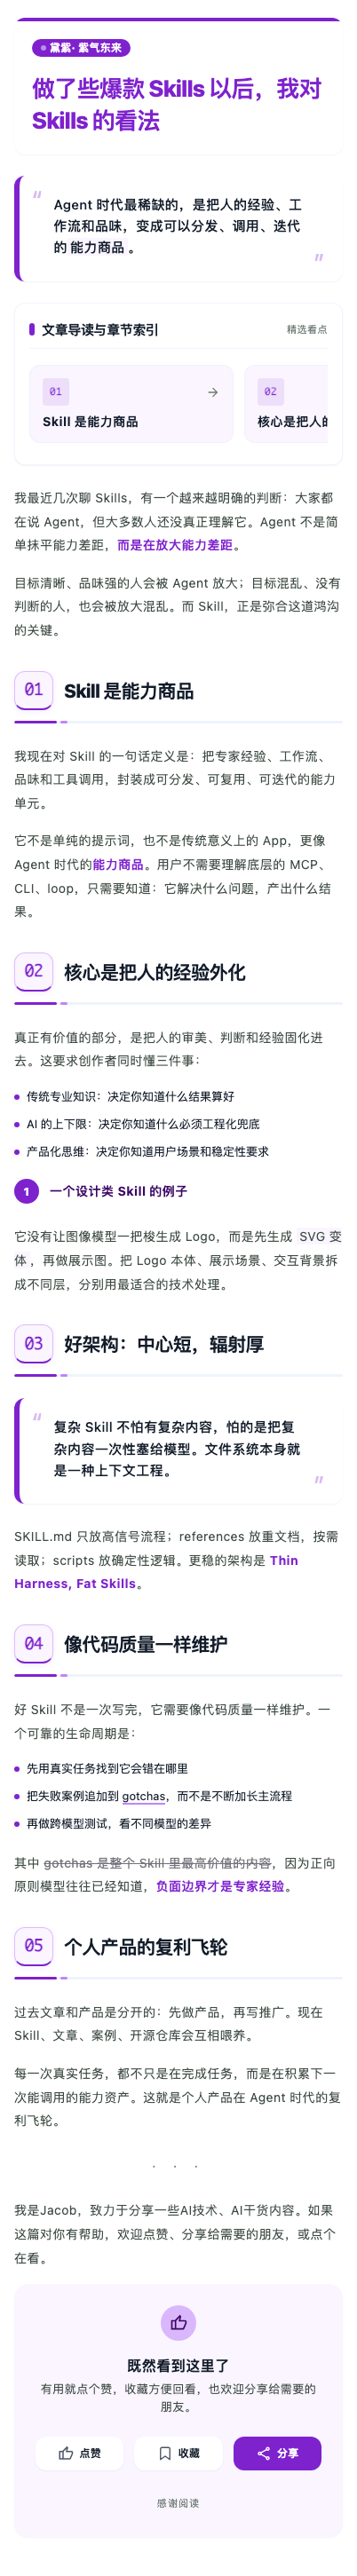 黛紫·紫气东来
做了些爆款 Skills 以后，我对
Skills 的看法
"
Agent 时代最稀缺的，是把人的经验、工
作流和品味，变成可以分发、调用、迭代
的 能力商品 。
"
文章导读与章节索引
精选看点
01
→
Skill 是能力商品
02
核心是把人的
我最近几次聊 Skills，有一个越来越明确的判断：大家都
在说 Agent，但大多数人还没真正理解它。Agent 不是简
单抹平能力差距，而是在放大能力差距。
目标清晰、品味强的人会被 Agent 放大；目标混乱、没有
判断的人，也会被放大混乱。而 Skill，正是弥合这道鸿沟
的关键。
01
Skill 是能力商品
我现在对 Skill 的一句话定义是：把专家经验、工作流、
品味和工具调用，封装成可分发、可复用、可迭代的能力
单元。
它不是单纯的提示词，也不是传统意义上的 App，更像
Agent 时代的能力商品。用户不需要理解底层的 MCP、
CLI、loop，只需要知道：它解决什么问题，产出什么结
果。
02
核心是把人的经验外化
真正有价值的部分，是把人的审美、判断和经验固化进
去。这要求创作者同时懂三件事：
传统专业知识：决定你知道什么结果算好
AI 的上下限：决定你知道什么必须工程化兜底
产品化思维：决定你知道用户场景和稳定性要求
1
一个设计类 Skill 的例子
它没有让图像模型一把梭生成 Logo，而是先生成 SVG 变
体 ，再做展示图。把 Logo 本体、展示场景、交互背景拆
成不同层，分别用最适合的技术处理。
03
好架构：中心短，辐射厚
"
复杂 Skill 不怕有复杂内容，怕的是把复
杂内容一次性塞给模型。文件系统本身就
是一种上下文工程。
"
SKILL.md 只放高信号流程；references 放重文档，按需
读取；scripts 放确定性逻辑。更稳的架构是 Thin
Harness, Fat Skills。
04
像代码质量一样维护
好 Skill 不是一次写完，它需要像代码质量一样维护。一
个可靠的生命周期是：
先用真实任务找到它会错在哪里
把失败案例追加到 gotchas，而不是不断加长主流程
再做跨模型测试，看不同模型的差异
其中 gotchas 是整个 Skill 里最高价值的内容，因为正向
原则模型往往已经知道，负面边界才是专家经验。
05
个人产品的复利飞轮
过去文章和产品是分开的：先做产品，再写推广。现在
Skill、文章、案例、开源仓库会互相喂养。
每一次真实任务，都不只是在完成任务，而是在积累下一
次能调用的能力资产。这就是个人产品在 Agent 时代的复
利飞轮。
· · ·
我是Jacob，致力于分享一些AI技术、AI干货内容。如果
这篇对你有帮助，欢迎点赞、分享给需要的朋友，或点个
在看。
既然看到这里了
有用就点个赞，收藏方便回看，也欢迎分享给需要的
朋友。
点赞
收藏
分享
感谢阅读